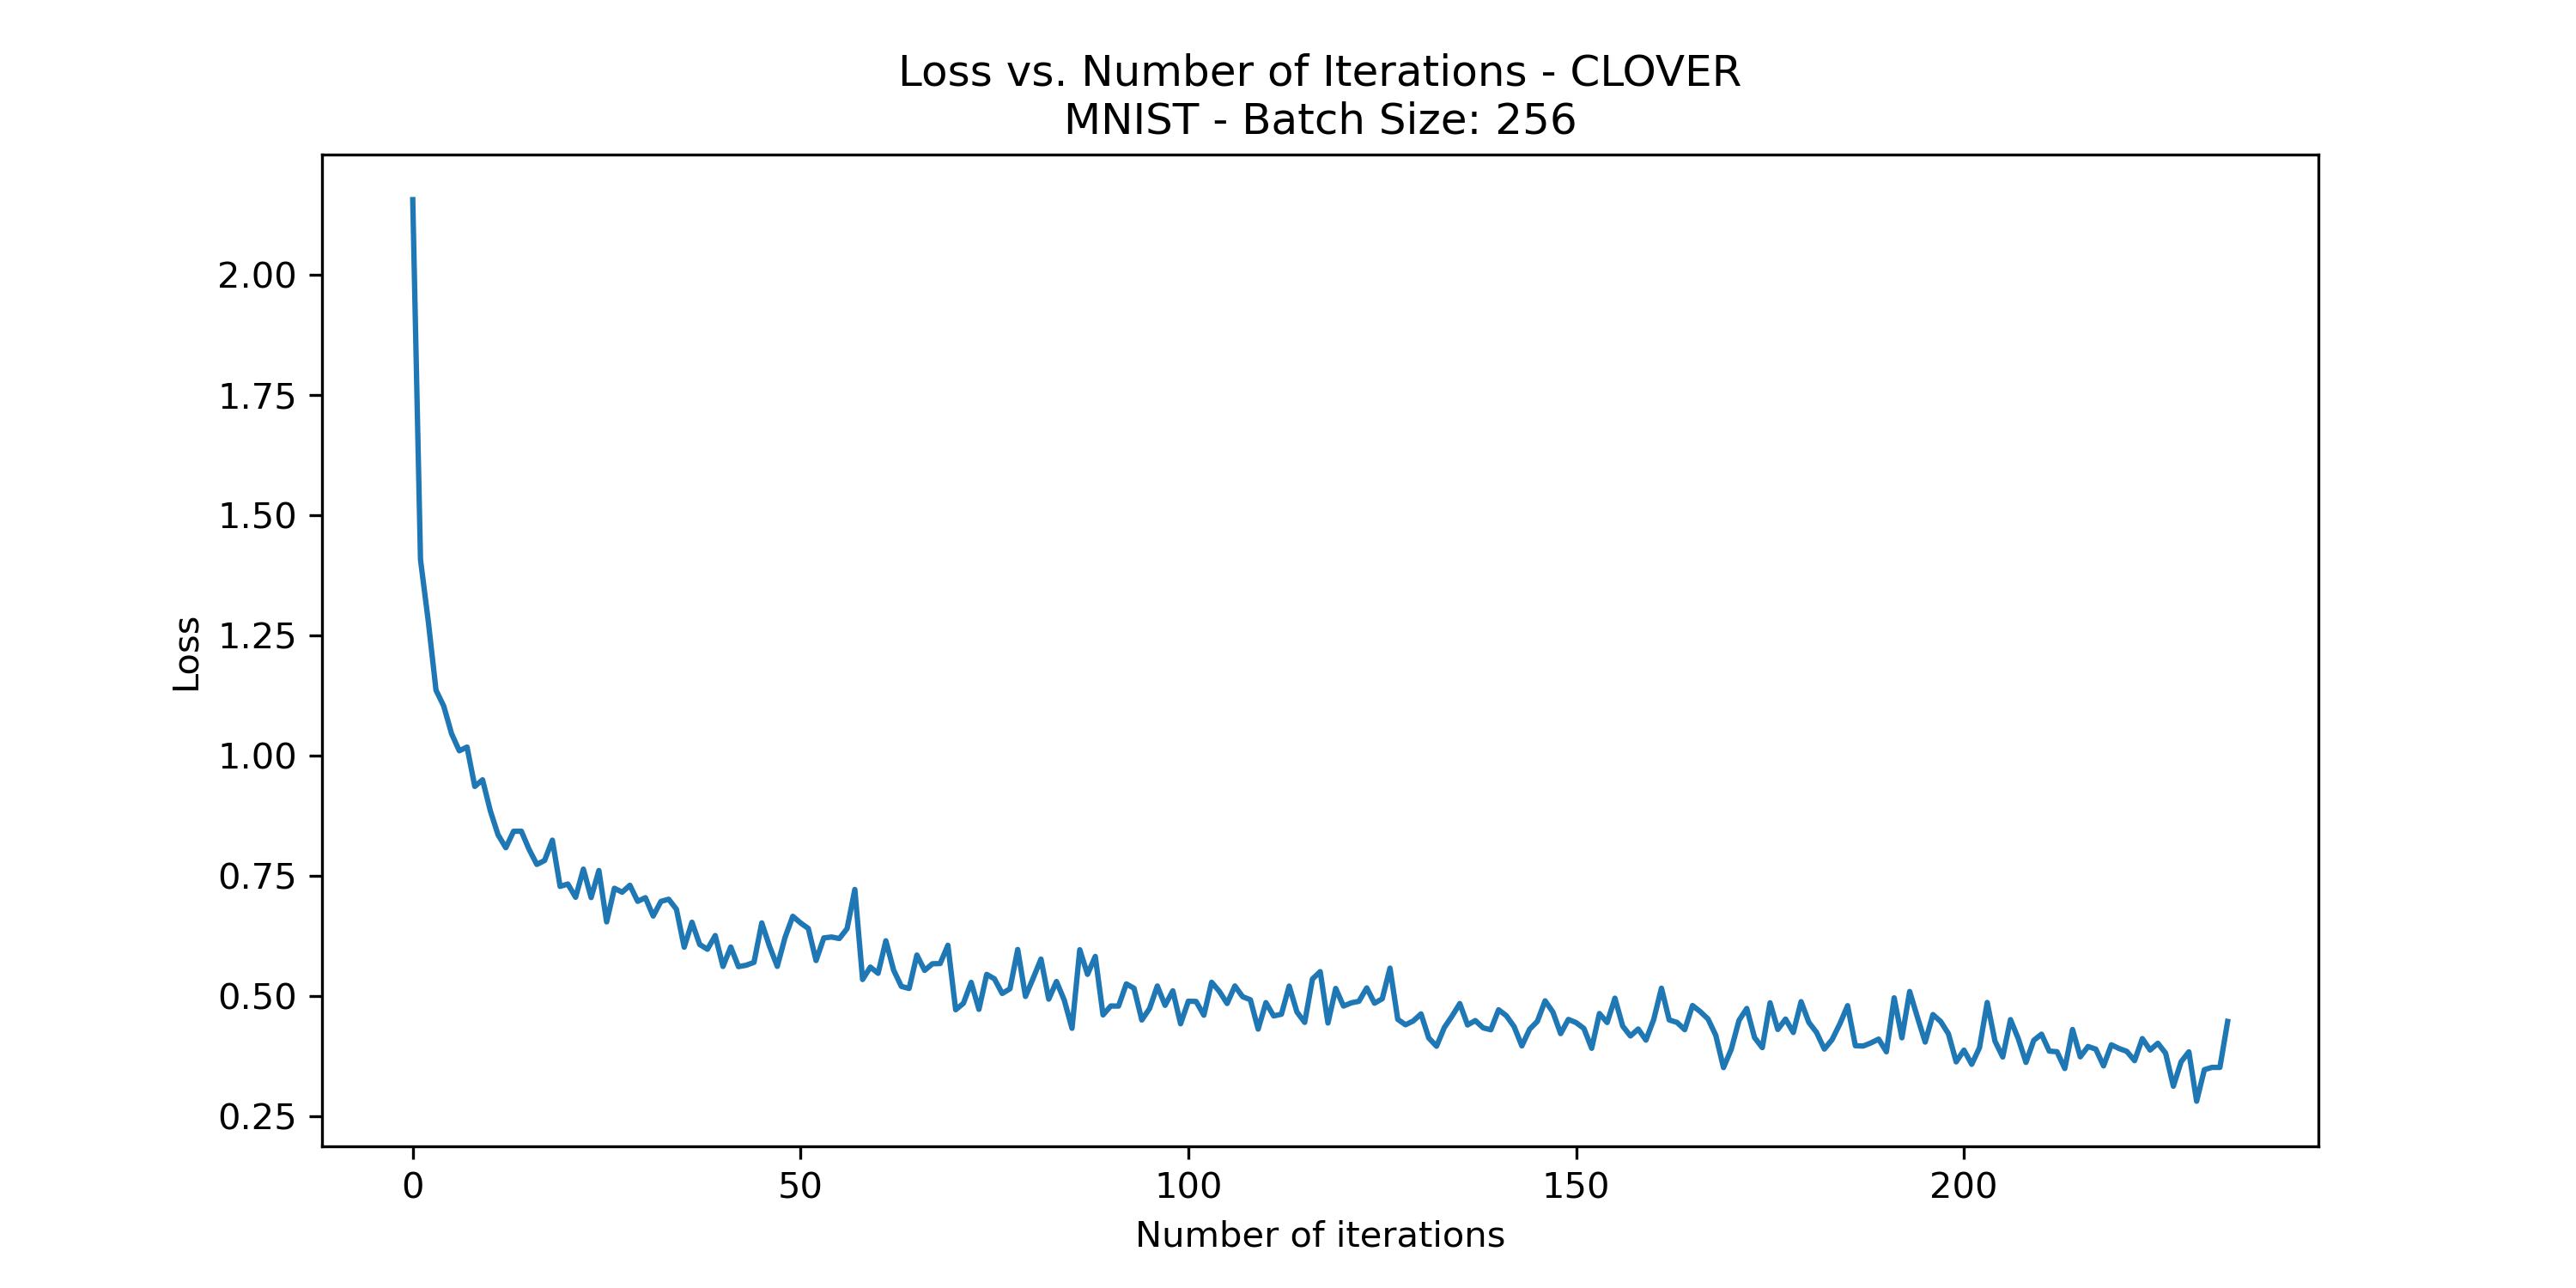 Loss vs. Number of Iterations - CLOVER
MNIST - Batch Size: 256
Loss
2.00
1.75
1.50
1.25
1.00
0.75
0.50
0.25
0 50 100 150 200
Number of iterations